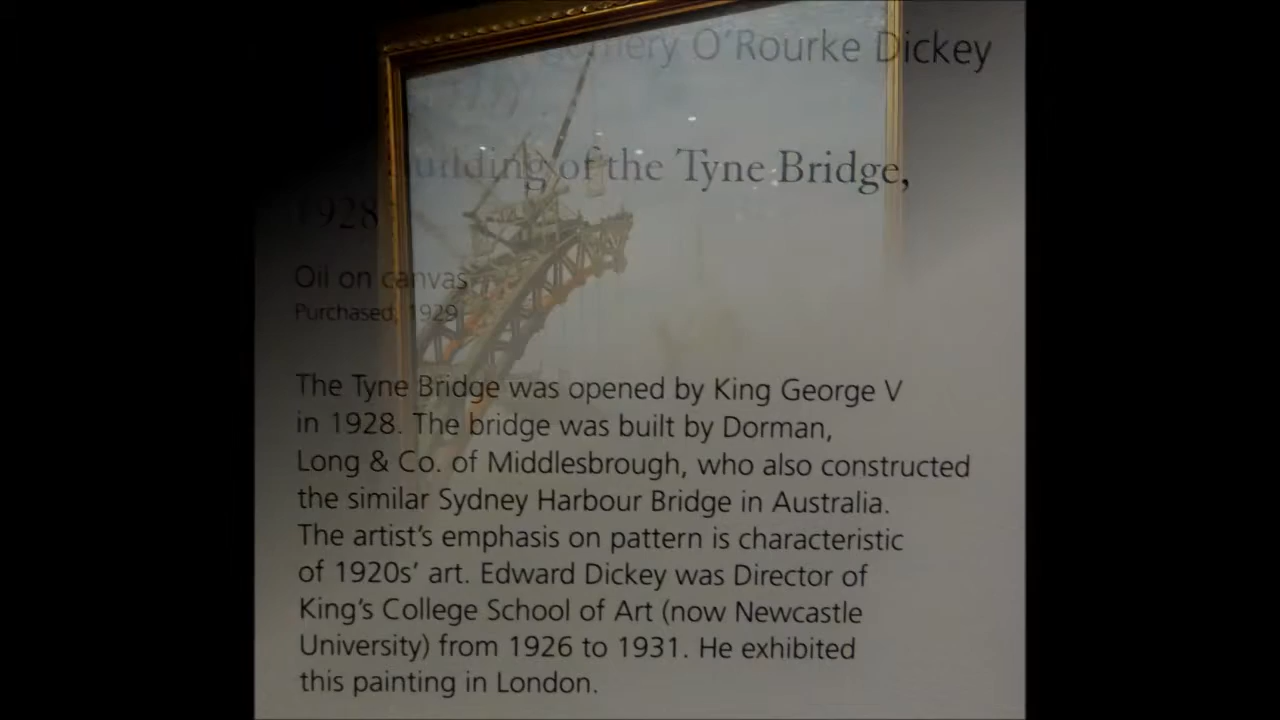 O'Rourke Dickey
Building of the Tyne Bridge,
1928
Oil on canvas
Purchased, 1929
The Tyne Bridge was opened by King George V
in 1928. The bridge was built by Dorman,
Long & Co. of Middlesbrough, who also constructed
the similar Sydney Harbour Bridge in Australia.
The artist's emphasis on pattern is characteristic
of 1920s' art. Edward Dickey was Director of
King's College School of Art (now Newcastle
University) from 1926 to 1931. He exhibited
this painting in London.